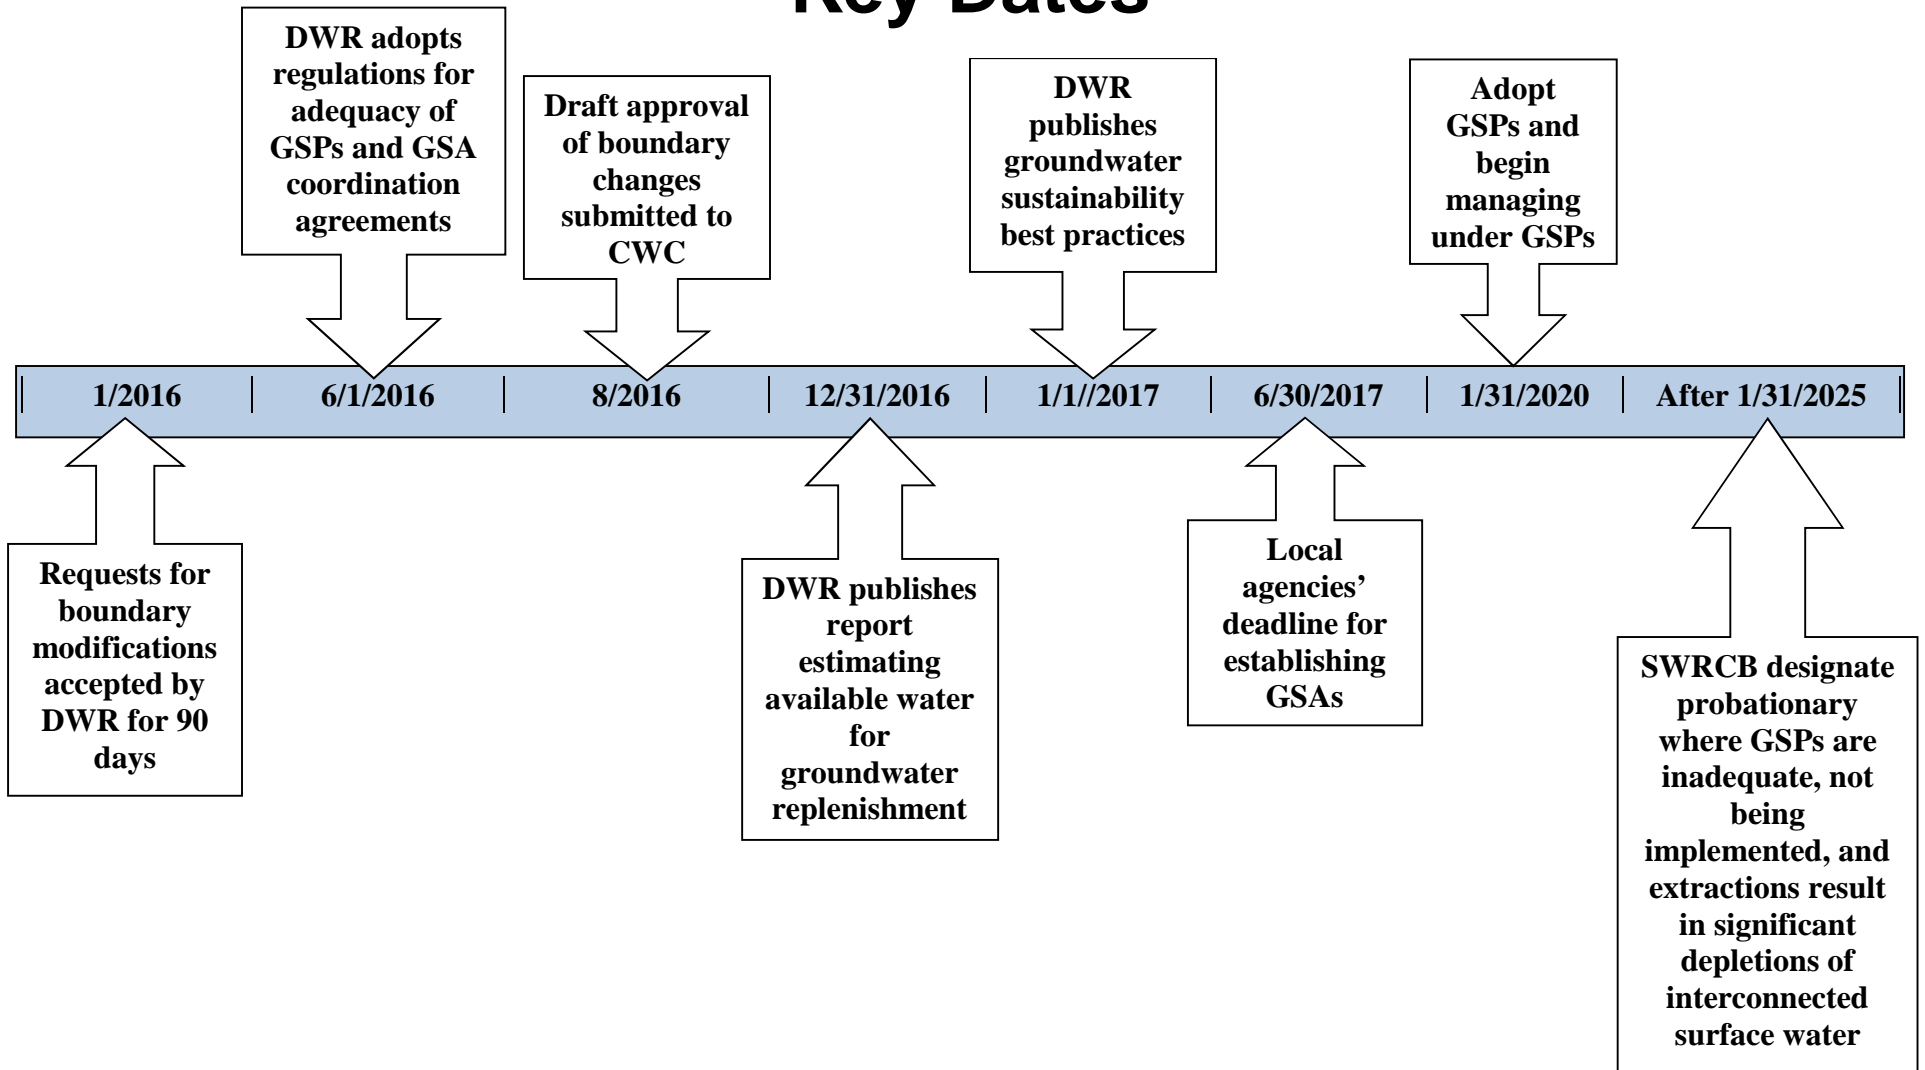 Key Dates
DWR adopts
regulations for
adequacy of
GSPs and GSA
coordination
agreements
Draft approval
of boundary
changes
submitted to
CWC
DWR
publishes
groundwater
sustainability
best practices
Adopt
GSPs and
begin
managing
under GSPs
1/2016
6/1/2016
8/2016
12/31/2016
1/1//2017
6/30/2017
1/31/2020
After 1/31/2025
Requests for
boundary
modifications
accepted by
DWR for 90
days
DWR publishes
report
estimating
available water
for
groundwater
replenishment
Local
agencies’
deadline for
establishing
GSAs
SWRCB designate
probationary
where GSPs are
inadequate, not
being
implemented, and
extractions result
in significant
depletions of
interconnected
surface water